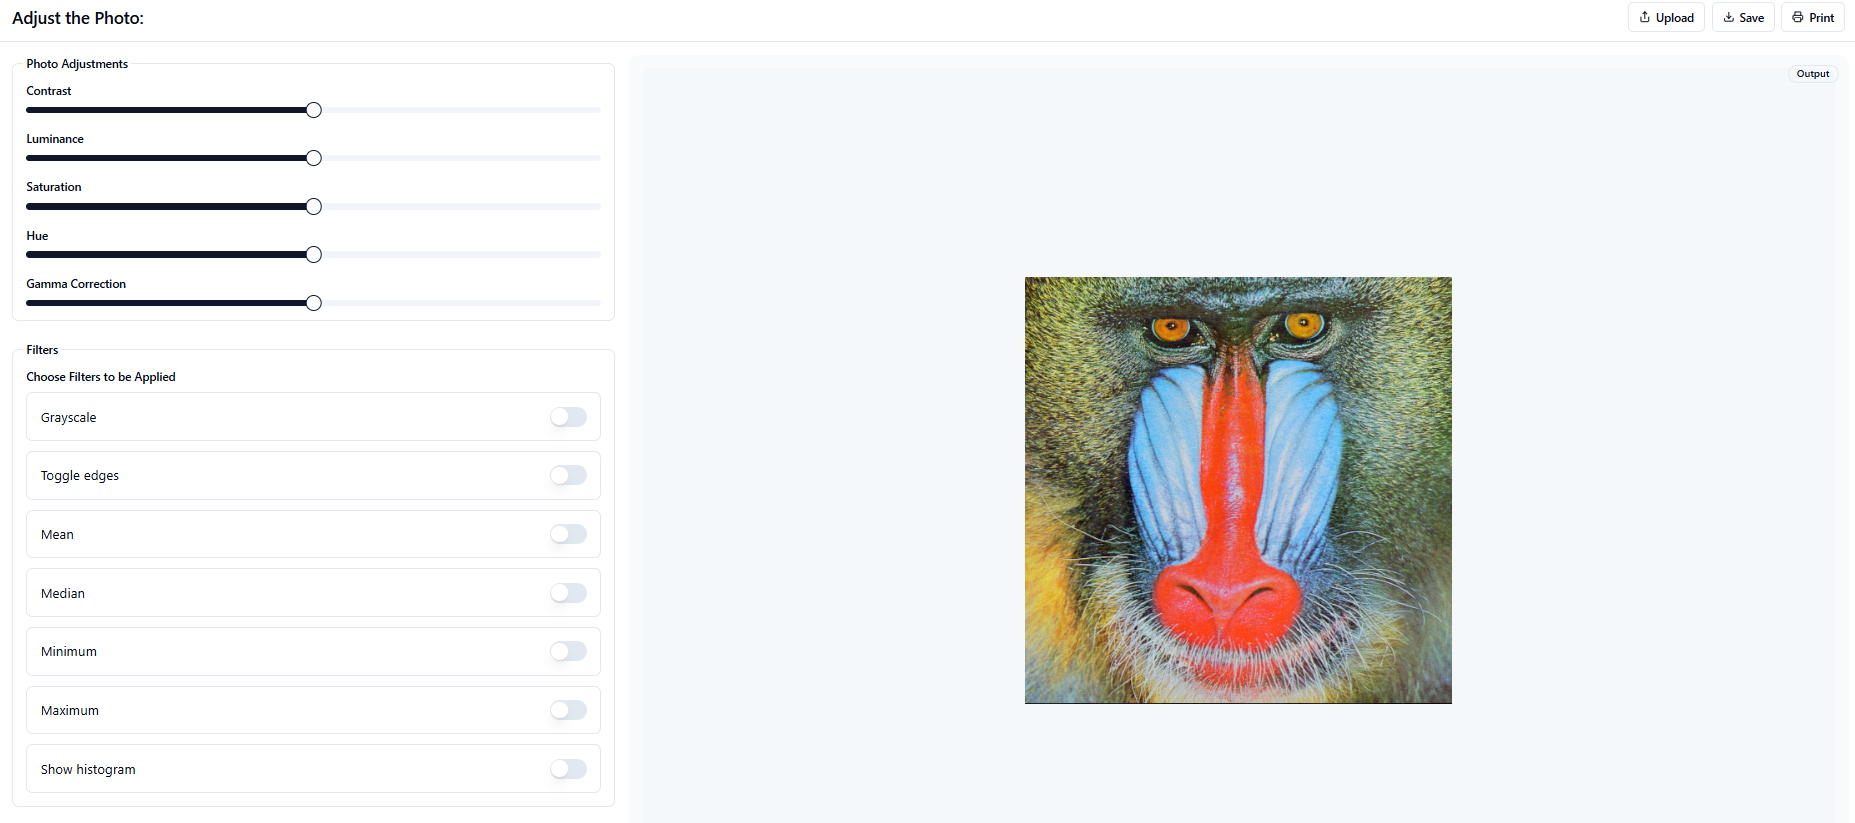 Adjust the Photo:
Upload
Save
Print
Photo Adjustments
Contrast
Luminance
Saturation
Hue
Gamma Correction
Filters
Choose Filters to be Applied
Grayscale
Toggle edges
Mean
Median
Minimum
Maximum
Show histogram
Output